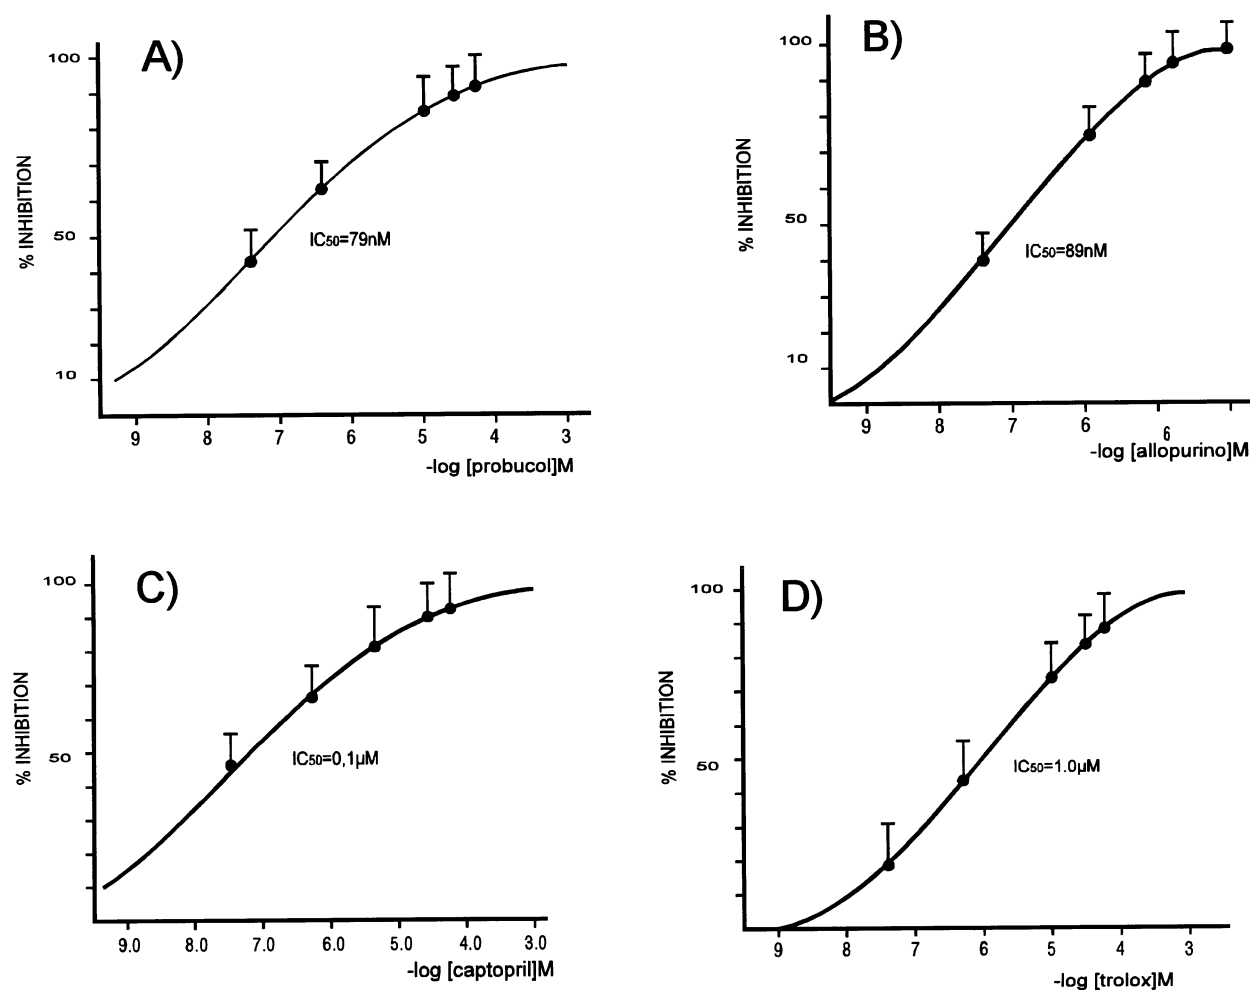 A)
100
50
10
% INHIBITION
IC50=79nM
9 8 7 6 5 4 3
-log [probucol]M
B)
100
50
10
% INHIBITION
IC50=89nM
9 8 7 6 6
-log [allopurino]M
C)
100
50
% INHIBITION
IC50=0,1µM
9.0 8.0 7.0 6.0 5.0 4.0 3.0
-log [captopril]M
D)
100
50
% INHIBITION
IC50=1.0µM
9 8 7 6 5 4 3
-log [trolox]M